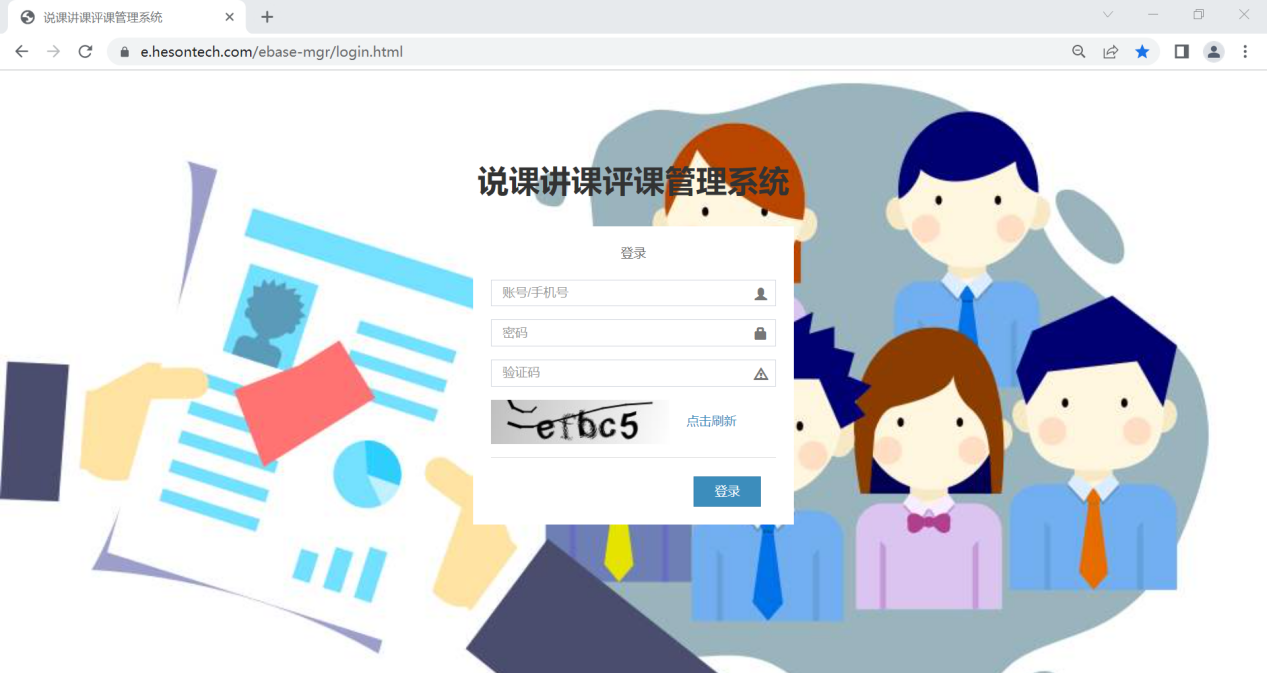 说课讲课评课管理系统
e.hesontech.com/ebase-mgr/login.html
说课讲课评课管理系统
登录
账号/手机号
密码
验证码
点击刷新
登录